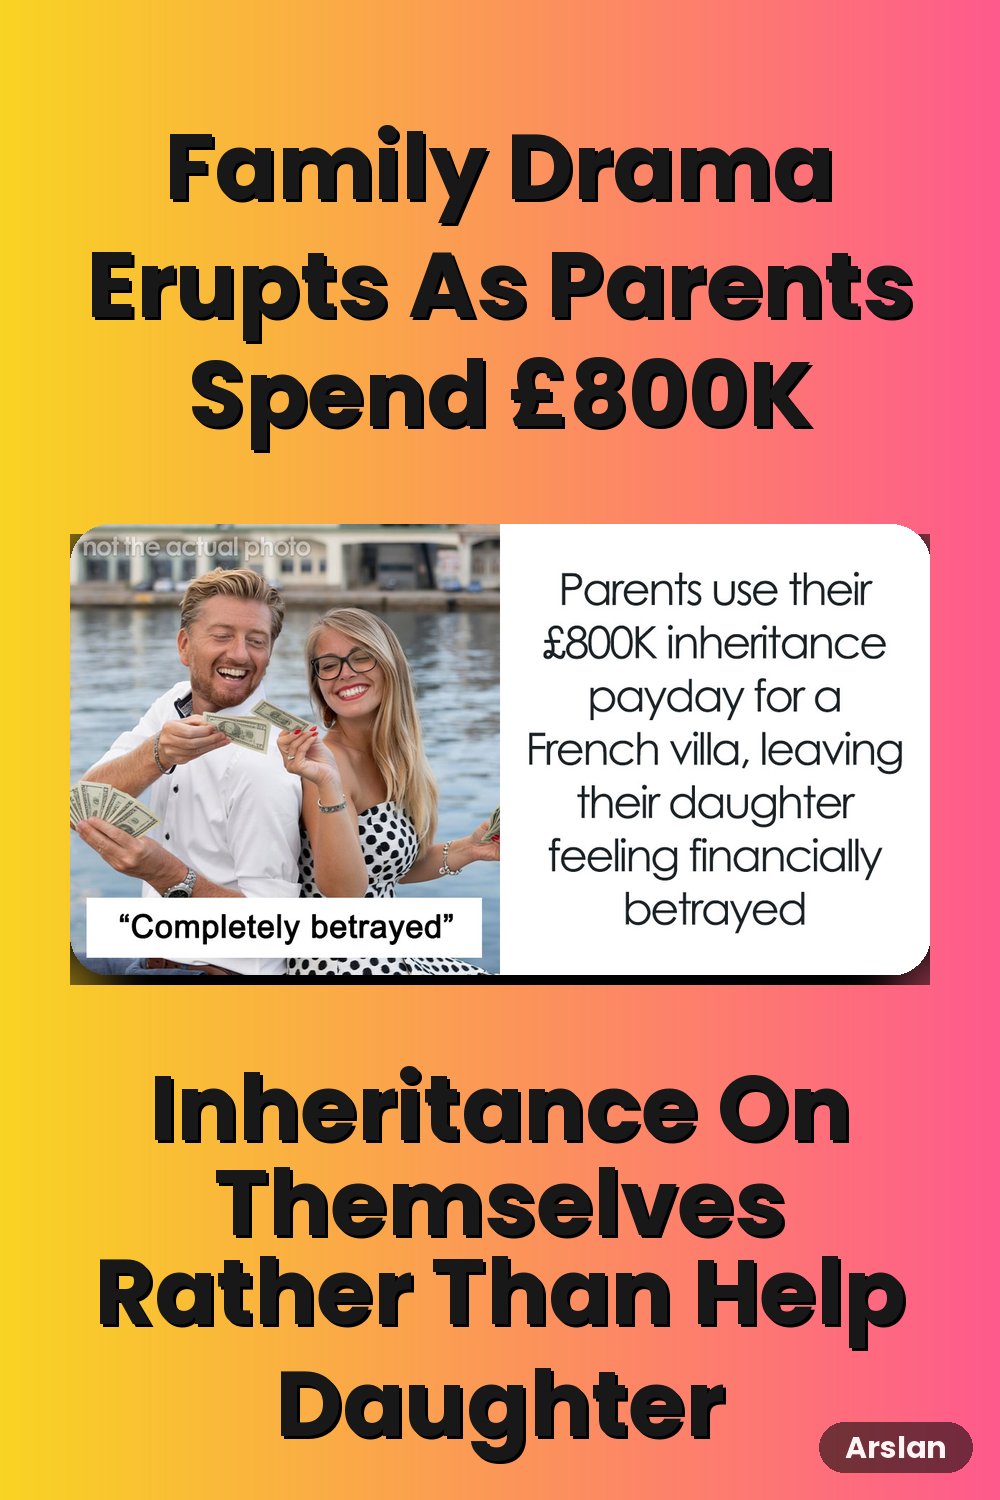 Family Drama
Erupts As Parents
Spend £800K
not the actual photo
“Completely betrayed”
Parents use their
£800K inheritance
payday for a
French villa, leaving
their daughter
feeling financially
betrayed
Inheritance On
Themselves
Rather Than Help
Daughter
Arslan